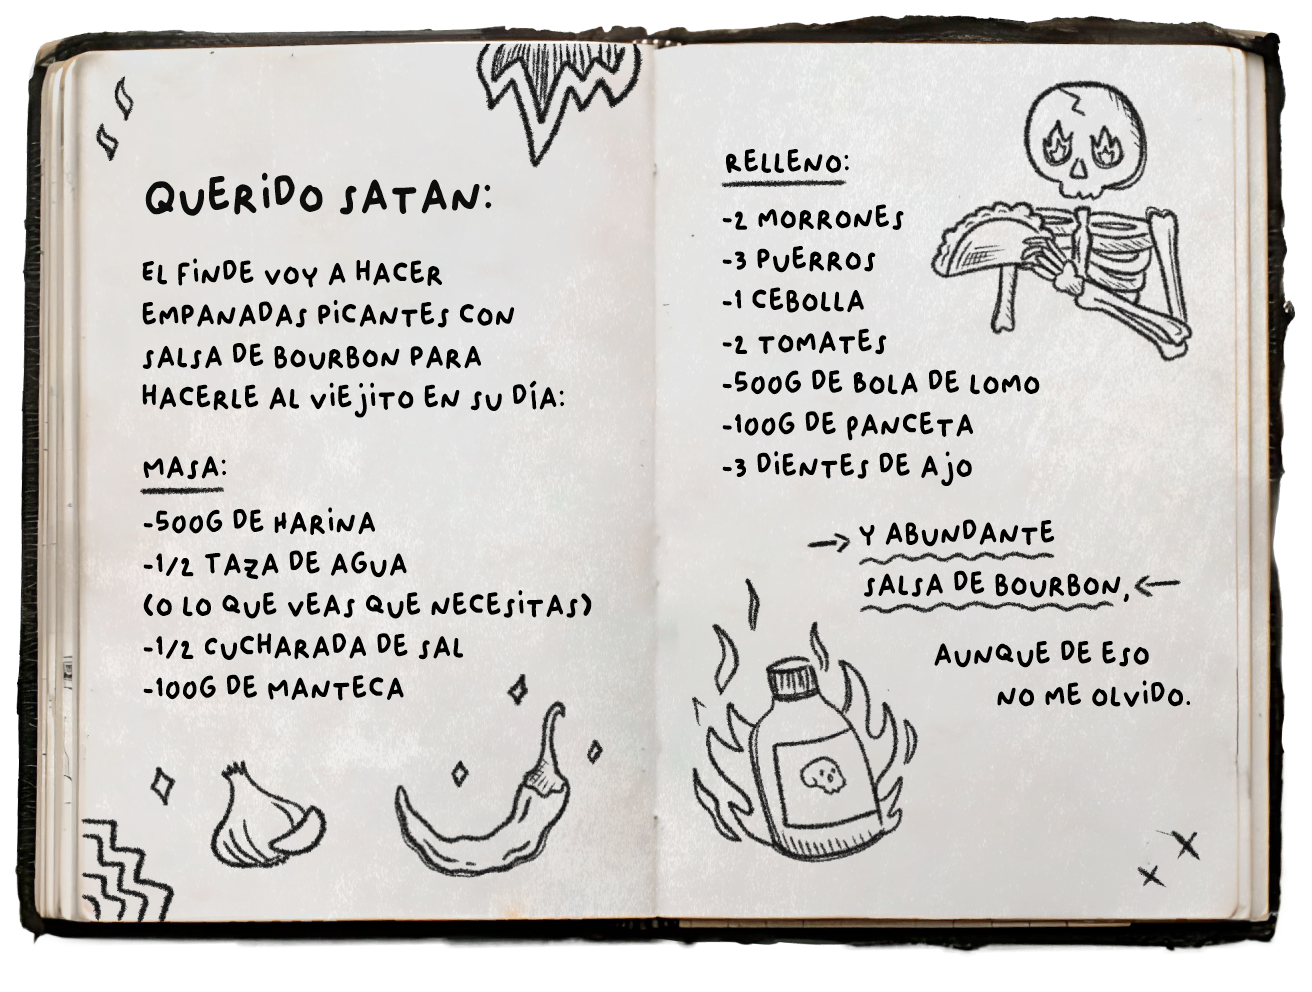 QUERIDO SATAN:
EL FINDE VOY A HACER
EMPANADAS PICANTES CON
SALSA DE BOURBON PARA
HACERLE AL VIEJITO EN SU DÍA:
MASA:
-500G DE HARINA
-1/2 TAZA DE AGUA
(O LO QUE VEAS QUE NECESITAS)
-1/2 CUCHARADA DE SAL
-100G DE MANTECA
RELLENO:
-2 MORRONES
-3 PUERROS
-1 CEBOLLA
-2 TOMATES
-500G DE BOLA DE LOMO
-100G DE PANCETA
-3 DIENTES DE AJO
→ Y ABUNDANTE
SALSA DE BOURBON, ←
AUNQUE DE ESO
NO ME OLVIDO.